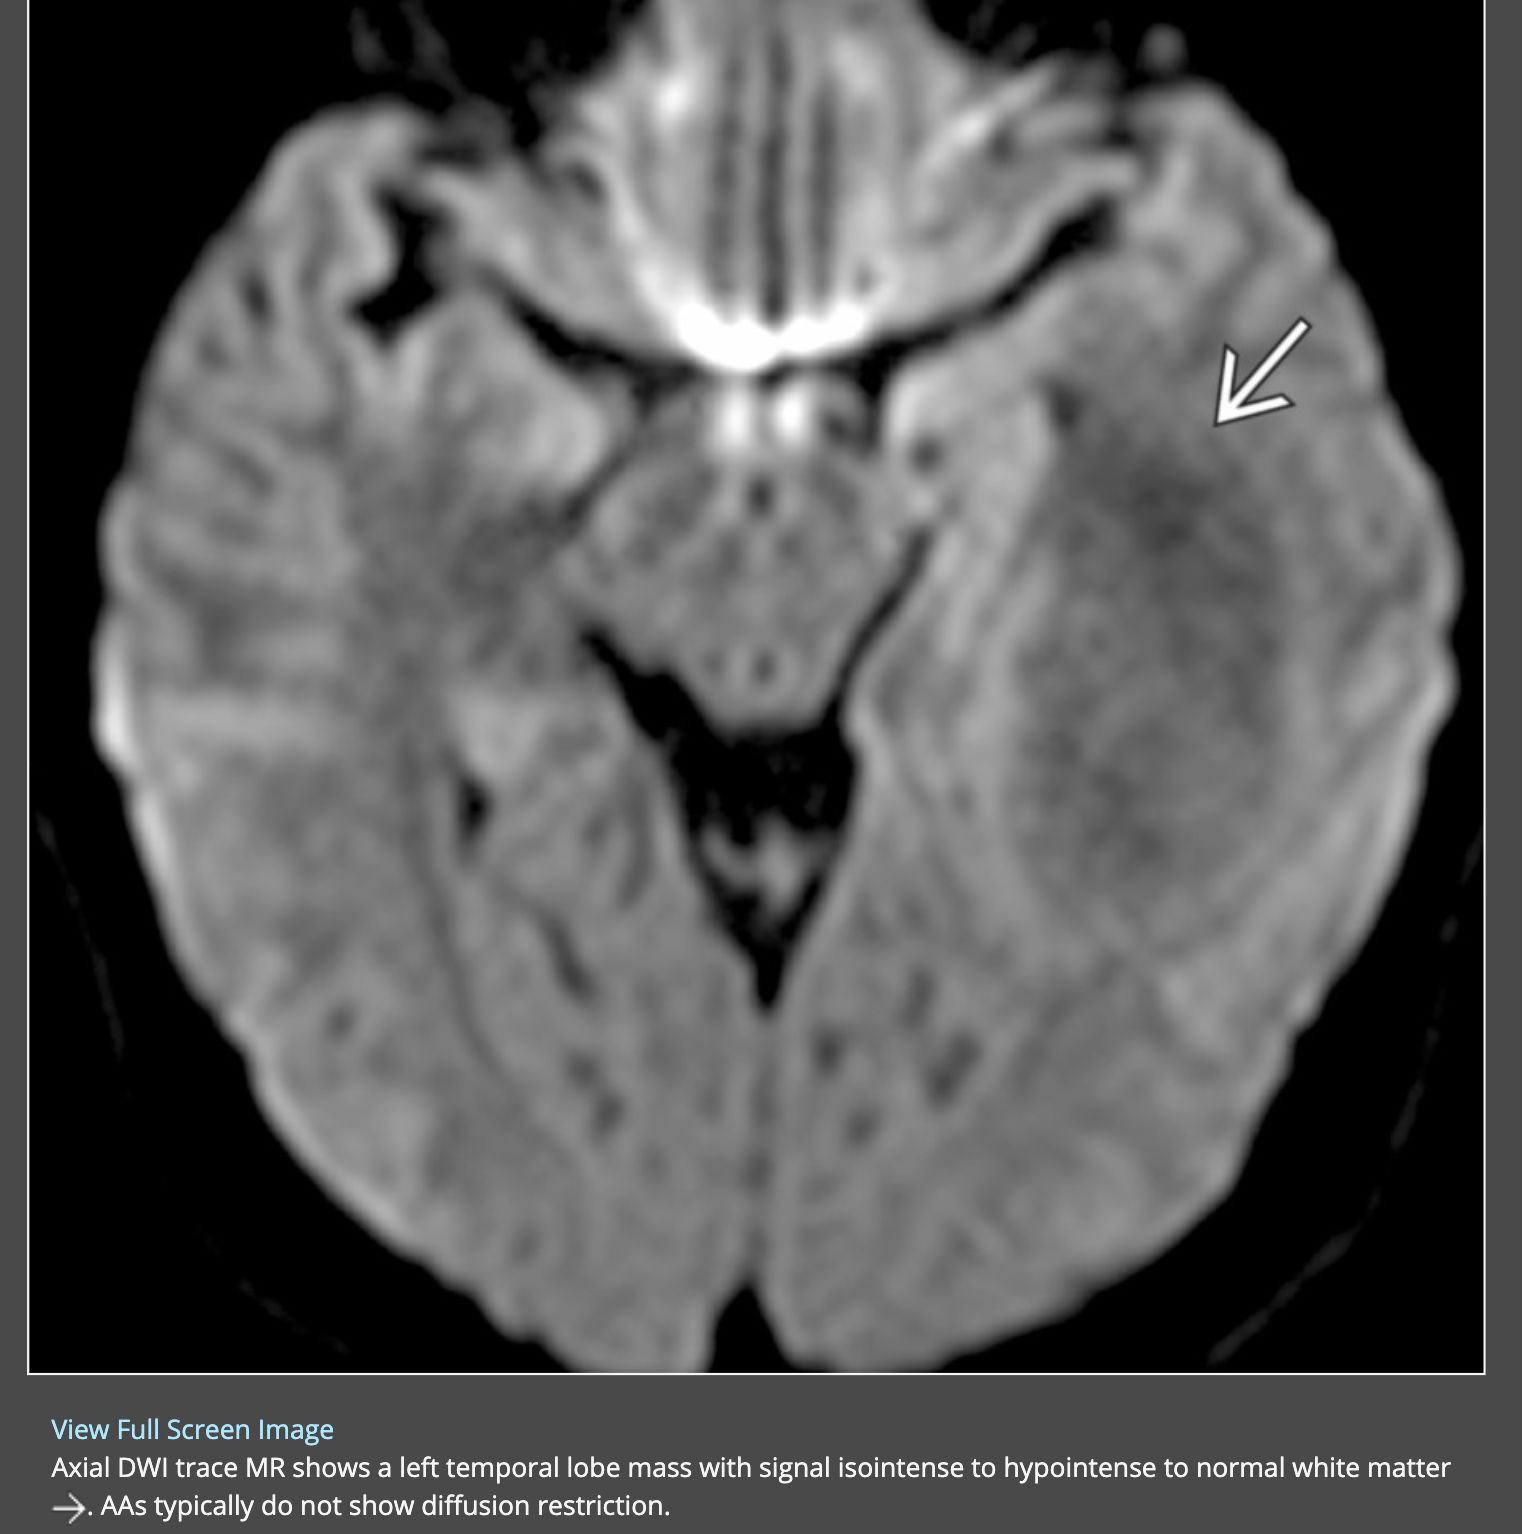 View Full Screen Image
Axial DWI trace MR shows a left temporal lobe mass with signal isointense to hypointense to normal white matter
→. AAs typically do not show diffusion restriction.